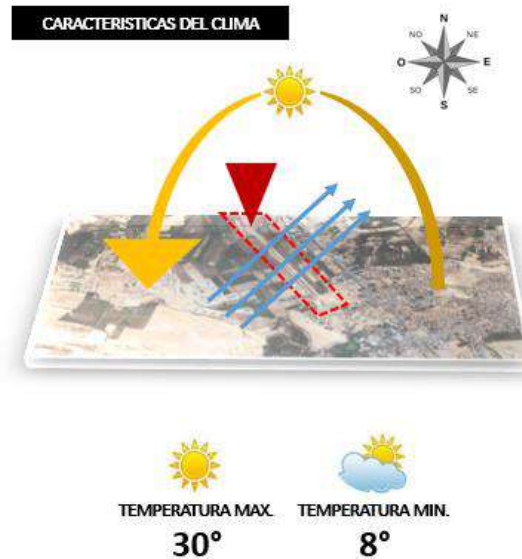 CARACTERISTICAS DEL CLIMA
N
NO NE
O E
SO SE
S
TEMPERATURA MAX. TEMPERATURA MIN.
30° 8°